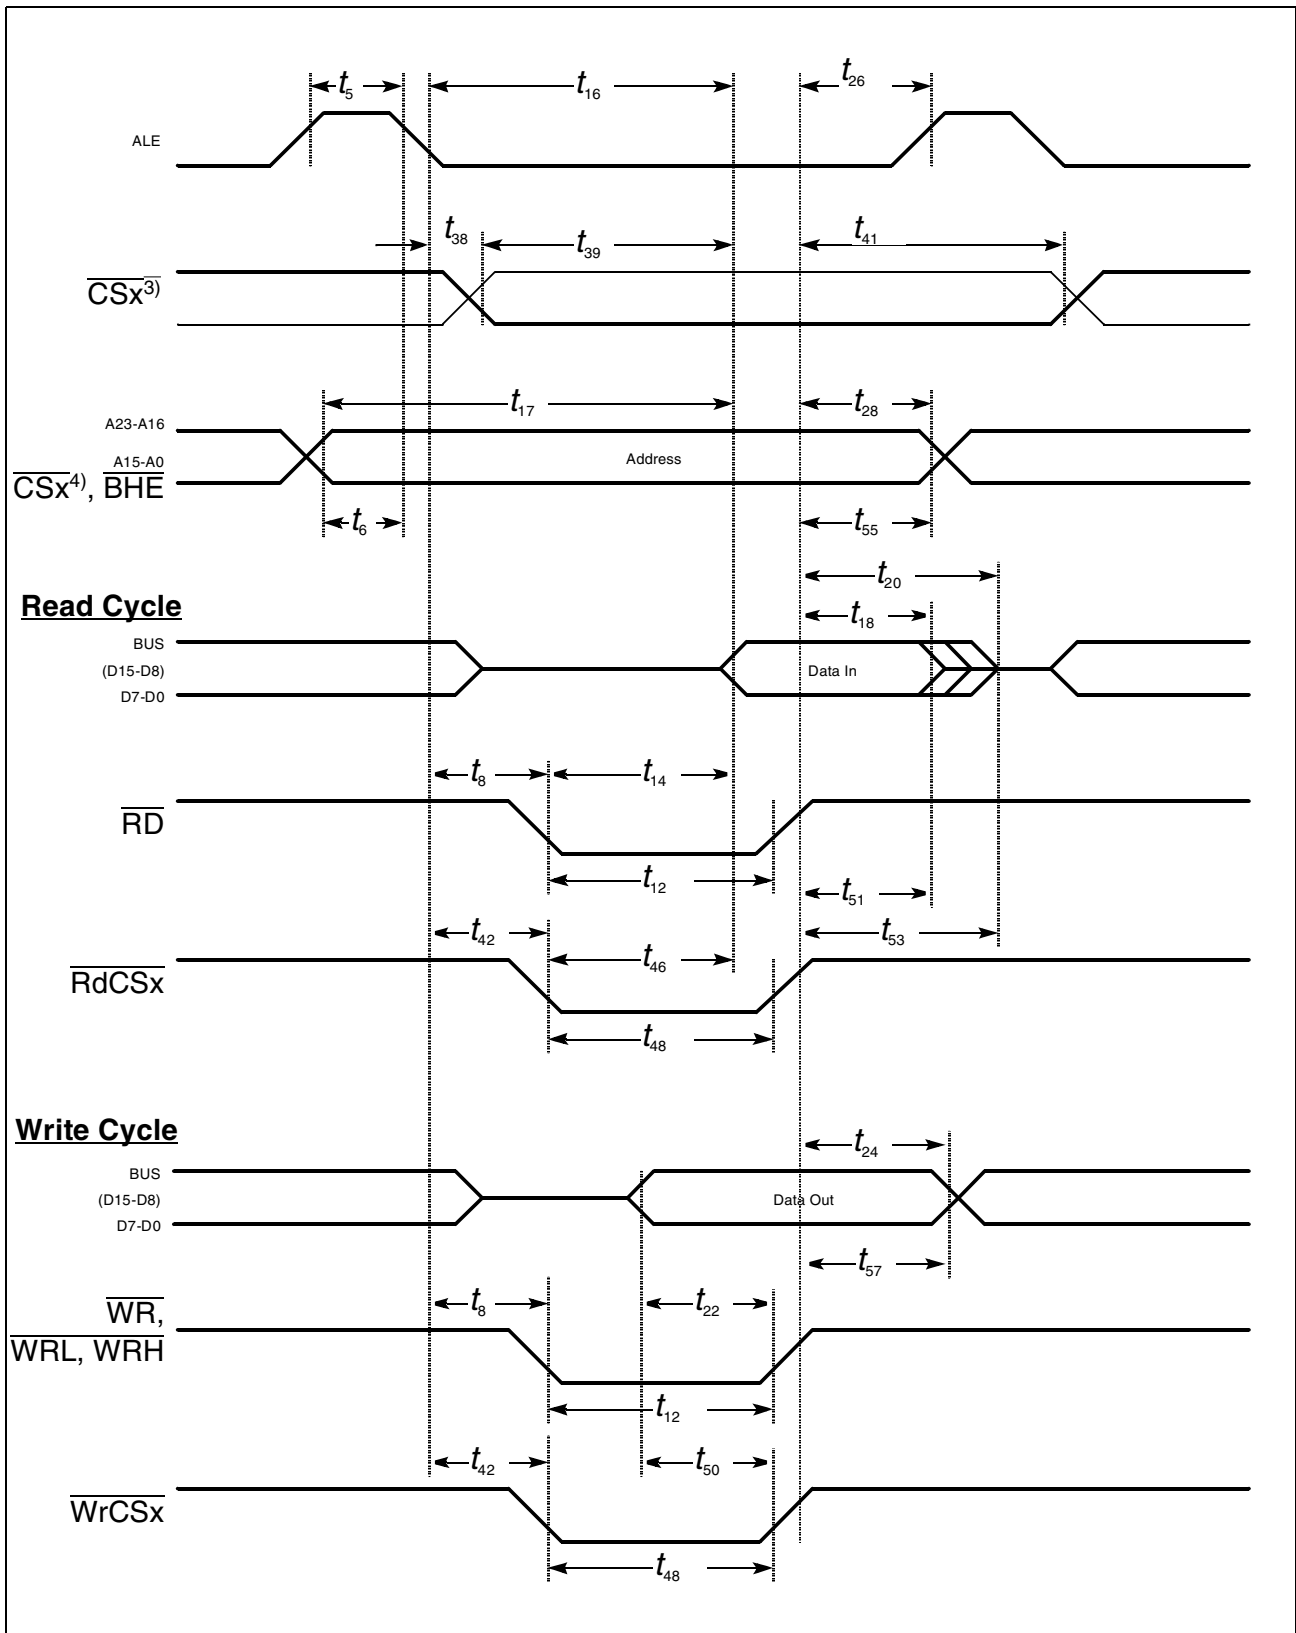 t5 t16 t26
ALE
t38 t39 t41
CSx3)
t17 t28
A23-A16
A15-A0
Address
CSx4), BHE
t6 t55
t20
Read Cycle
t18
BUS
(D15-D8)
Data In
D7-D0
t8 t14
RD
t12 t51
t42 t46 t53
RdCSx
t48
Write Cycle
t24
BUS
(D15-D8)
Data Out
D7-D0
t57
t8 t22
WR,
WRL, WRH
t12
t42 t50
WrCSx
t48